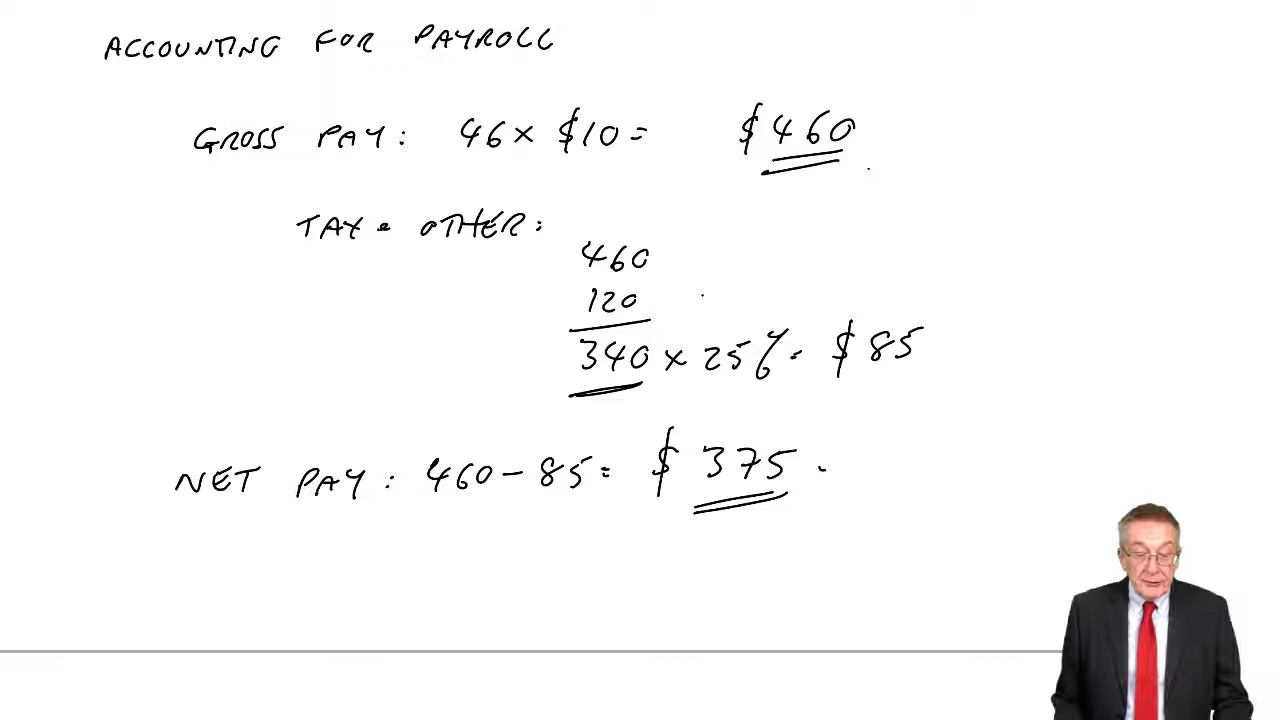 ACCOUNTING FOR PAYROLL
GROSS PAY: 46 × $10 = $460
TAX & OTHER:
460
120
340 × 25% = $85
NET PAY: 460 - 85 = $375